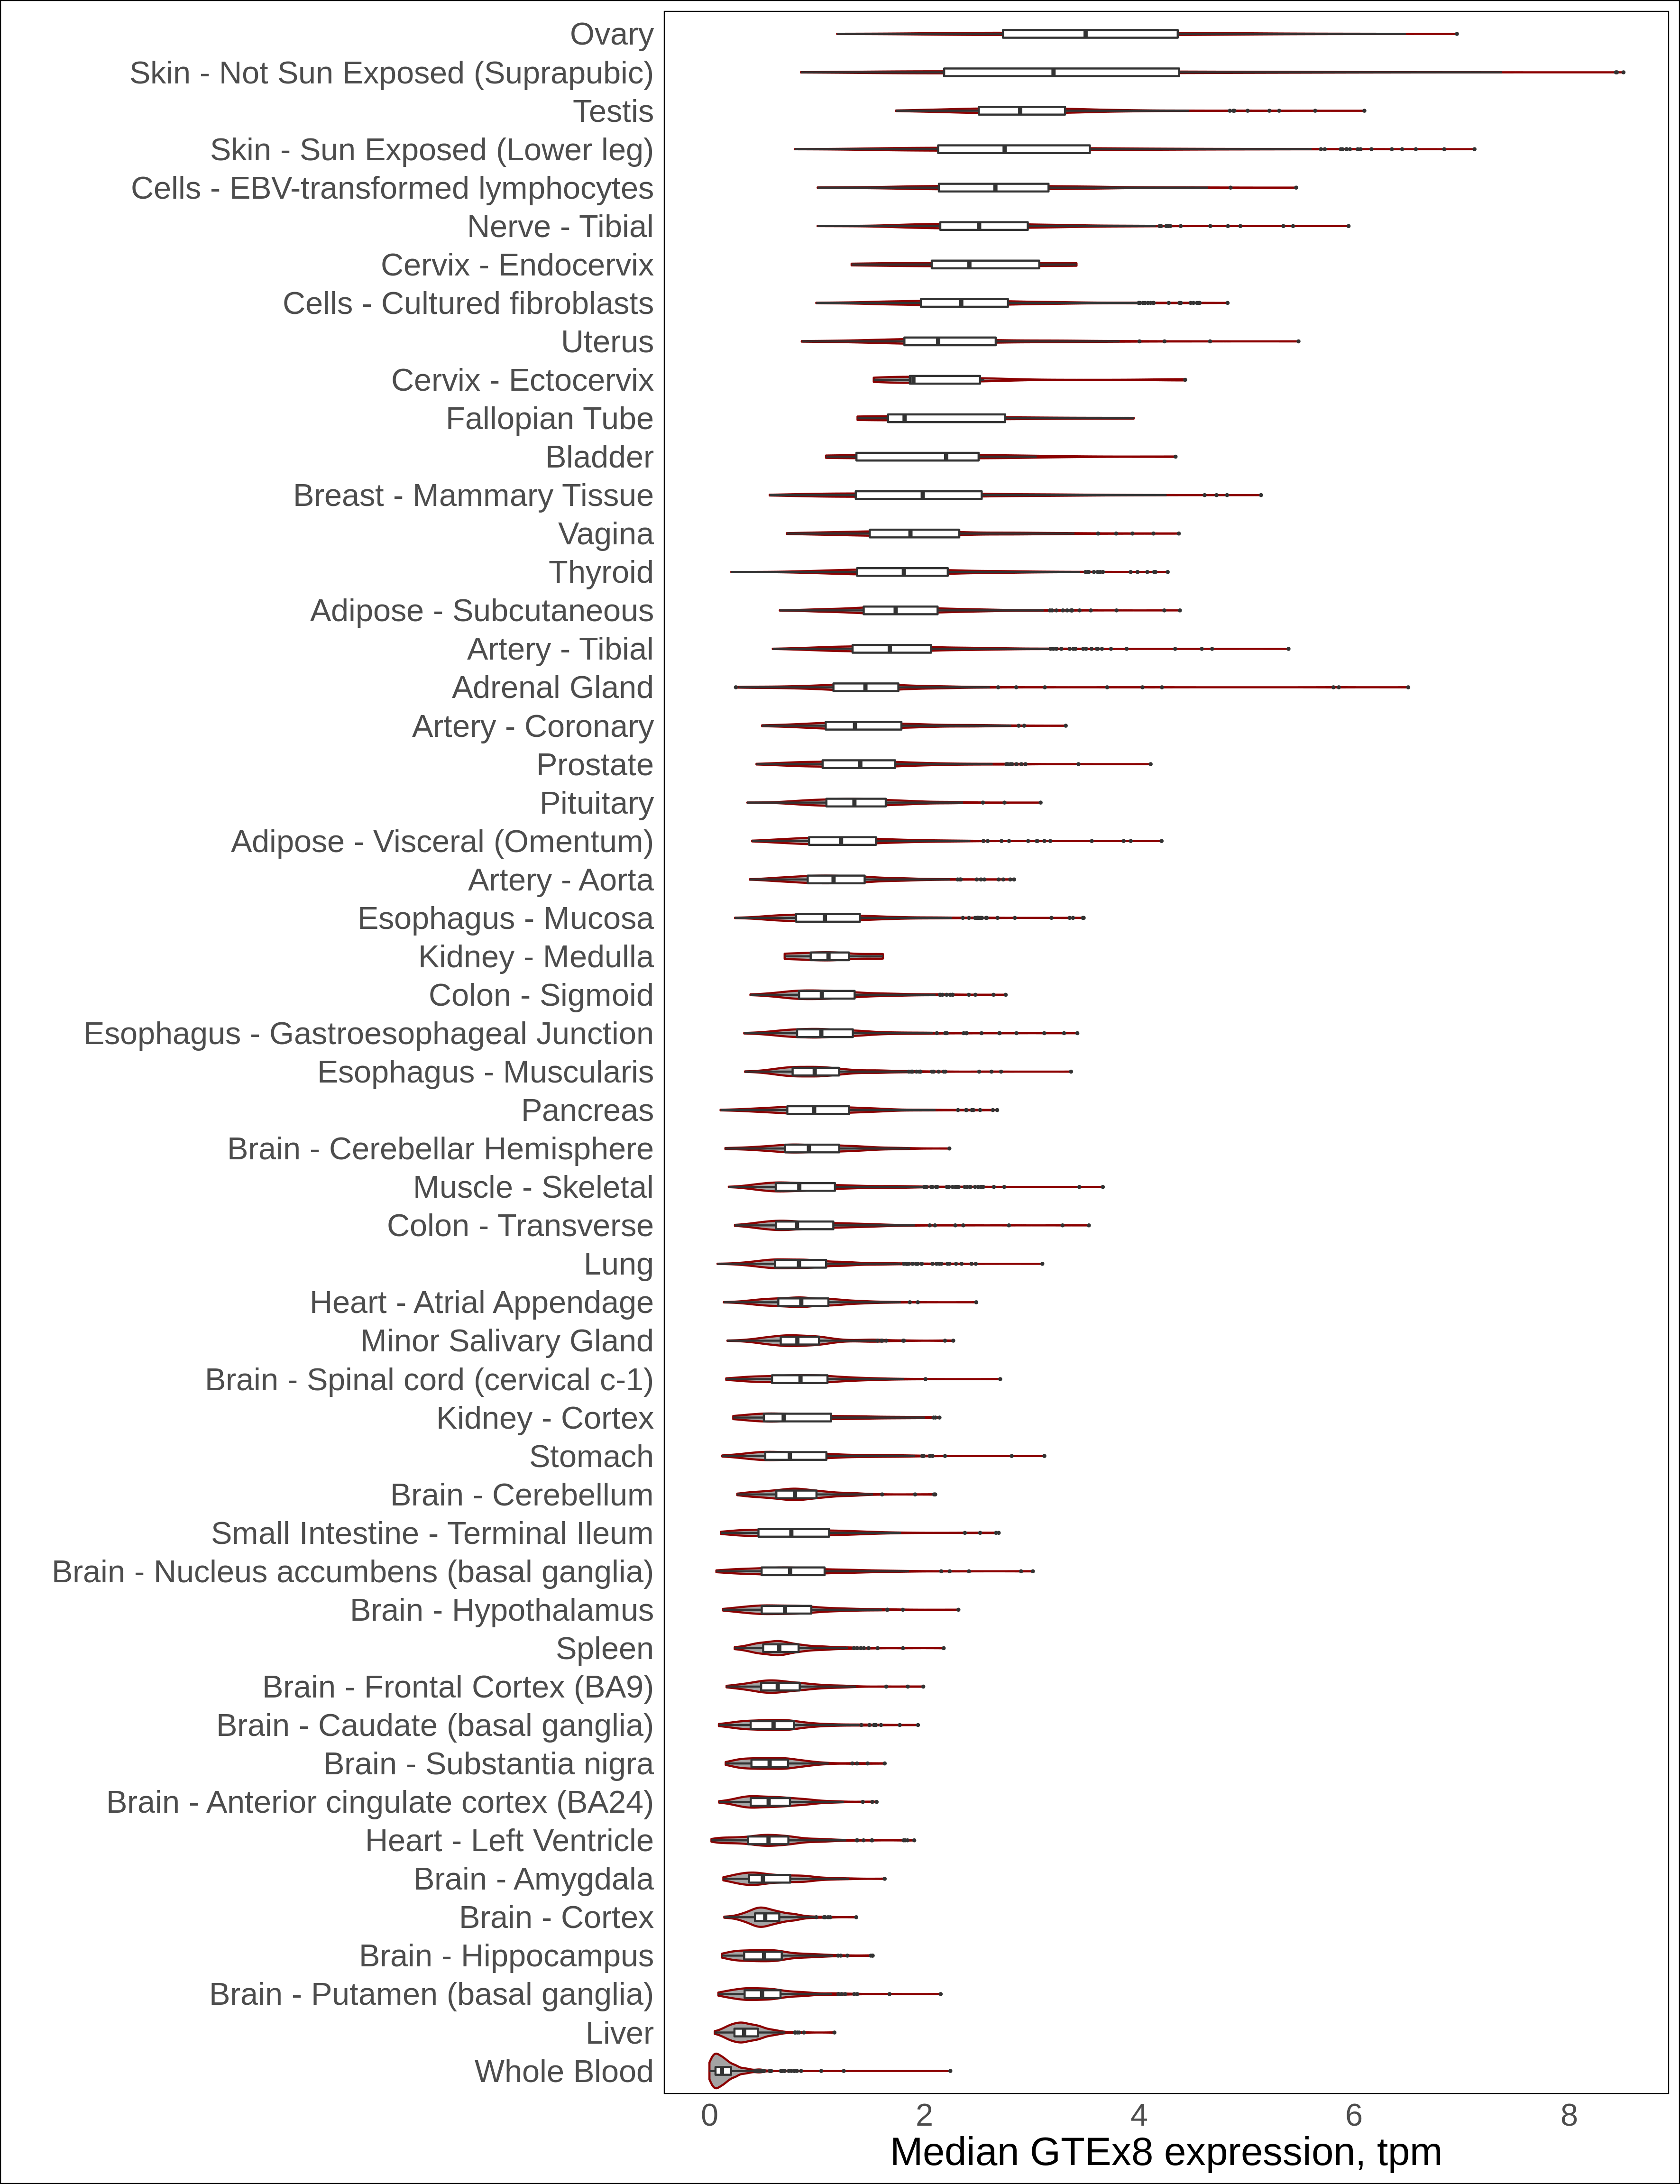 Ovary
Skin - Not Sun Exposed (Suprapubic)
Testis
Skin - Sun Exposed (Lower leg)
Cells - EBV-transformed lymphocytes
Nerve - Tibial
Cervix - Endocervix
Cells - Cultured fibroblasts
Uterus
Cervix - Ectocervix
Fallopian Tube
Bladder
Breast - Mammary Tissue
Vagina
Thyroid
Adipose - Subcutaneous
Artery - Tibial
Adrenal Gland
Artery - Coronary
Prostate
Pituitary
Adipose - Visceral (Omentum)
Artery - Aorta
Esophagus - Mucosa
Kidney - Medulla
Colon - Sigmoid
Esophagus - Gastroesophageal Junction
Esophagus - Muscularis
Pancreas
Brain - Cerebellar Hemisphere
Muscle - Skeletal
Colon - Transverse
Lung
Heart - Atrial Appendage
Minor Salivary Gland
Brain - Spinal cord (cervical c-1)
Kidney - Cortex
Stomach
Brain - Cerebellum
Small Intestine - Terminal Ileum
Brain - Nucleus accumbens (basal ganglia)
Brain - Hypothalamus
Spleen
Brain - Frontal Cortex (BA9)
Brain - Caudate (basal ganglia)
Brain - Substantia nigra
Brain - Anterior cingulate cortex (BA24)
Heart - Left Ventricle
Brain - Amygdala
Brain - Cortex
Brain - Hippocampus
Brain - Putamen (basal ganglia)
Liver
Whole Blood
0 2 4 6 8
Median GTEx8 expression, tpm